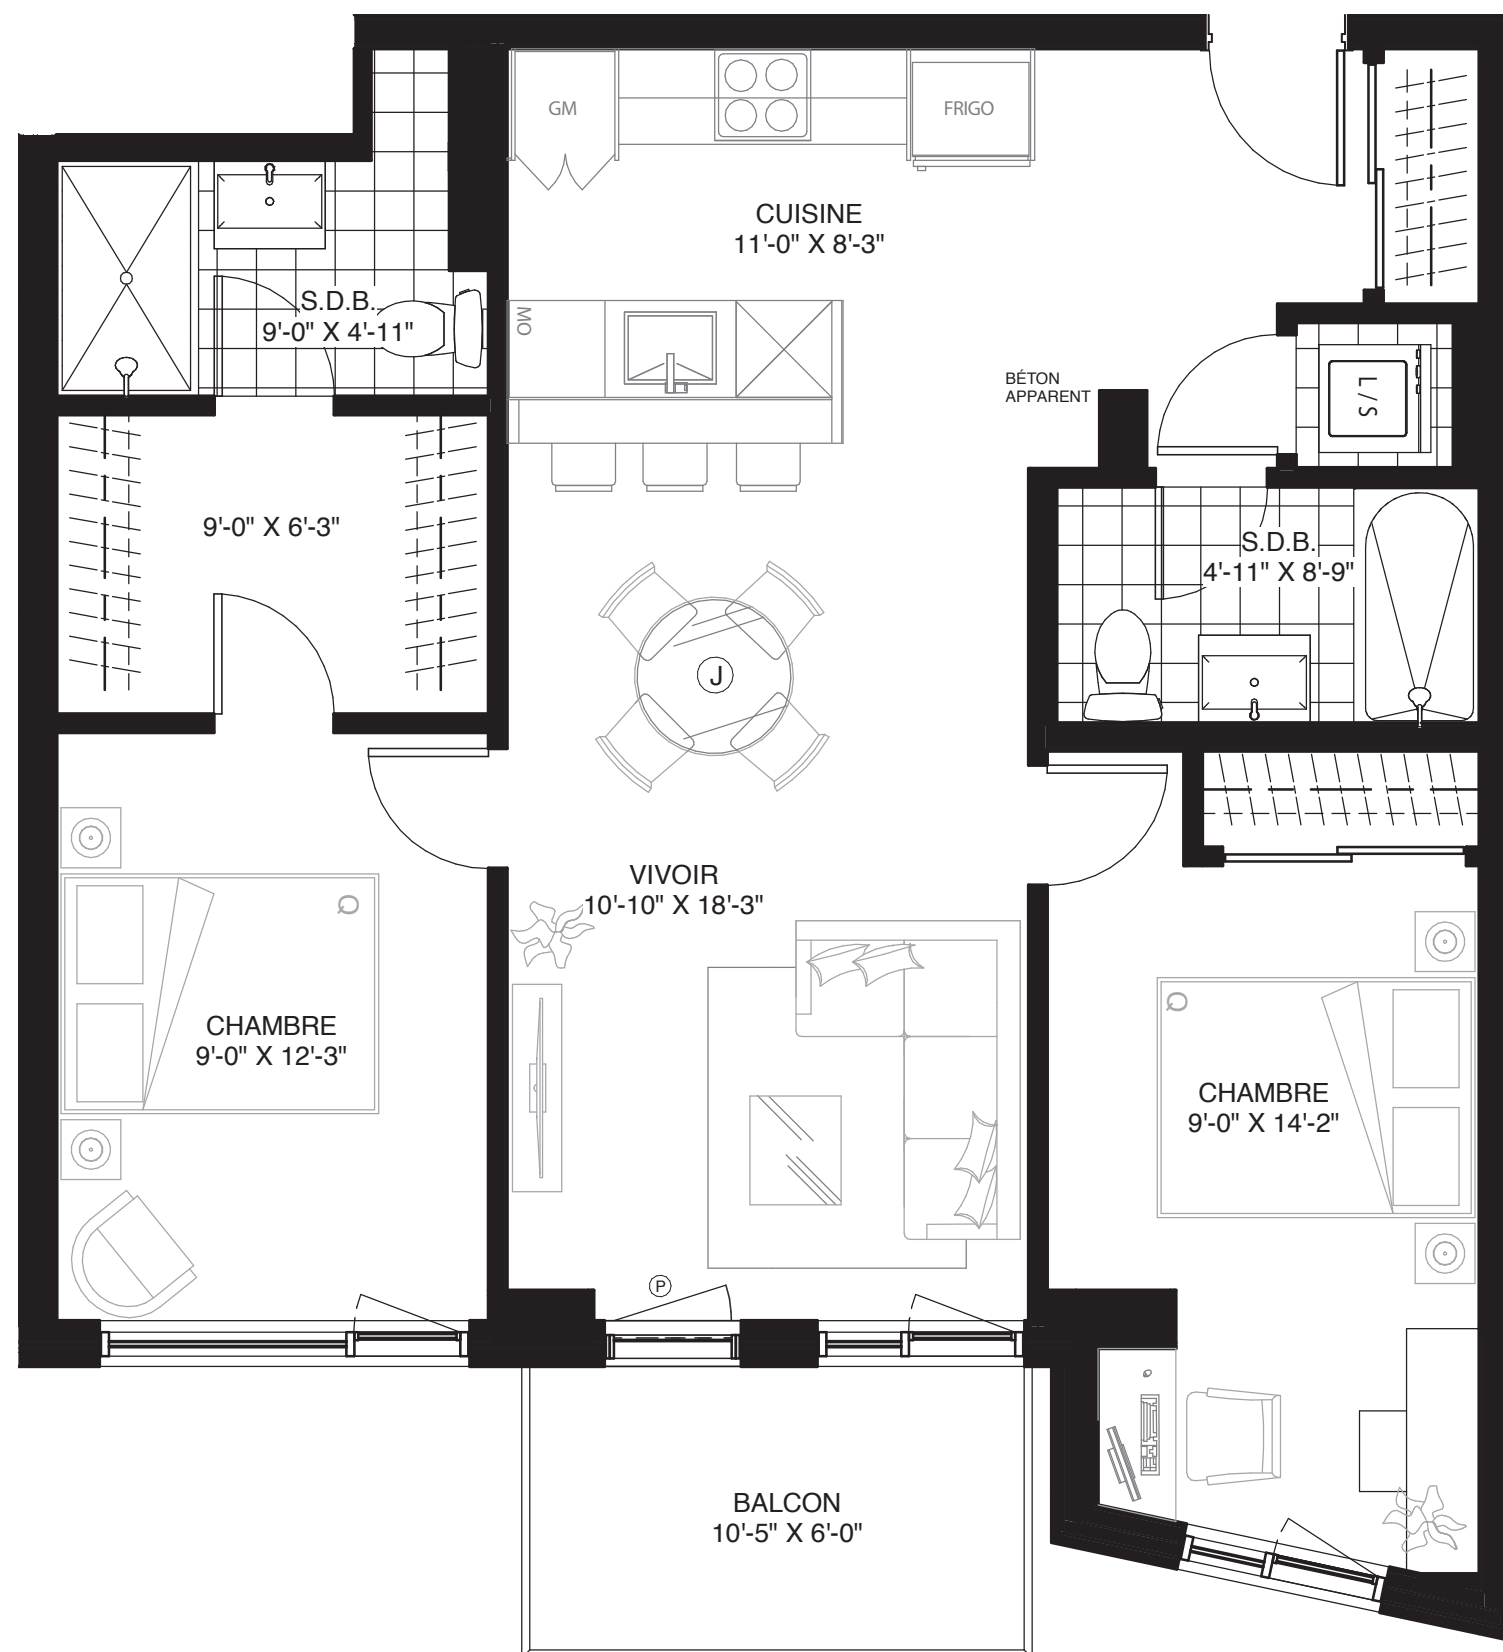 GM
FRIGO
CUISINE
11'-0" X 8'-3"
S.D.B.
9'-0" X 4'-11"
MO
BÉTON
APPARENT
L/S
9'-0" X 6'-3"
S.D.B.
4'-11" X 8'-9"
J
VIVOIR
10'-10" X 18'-3"
Q
CHAMBRE
9'-0" X 12'-3"
Q
CHAMBRE
9'-0" X 14'-2"
P
BALCON
10'-5" X 6'-0"